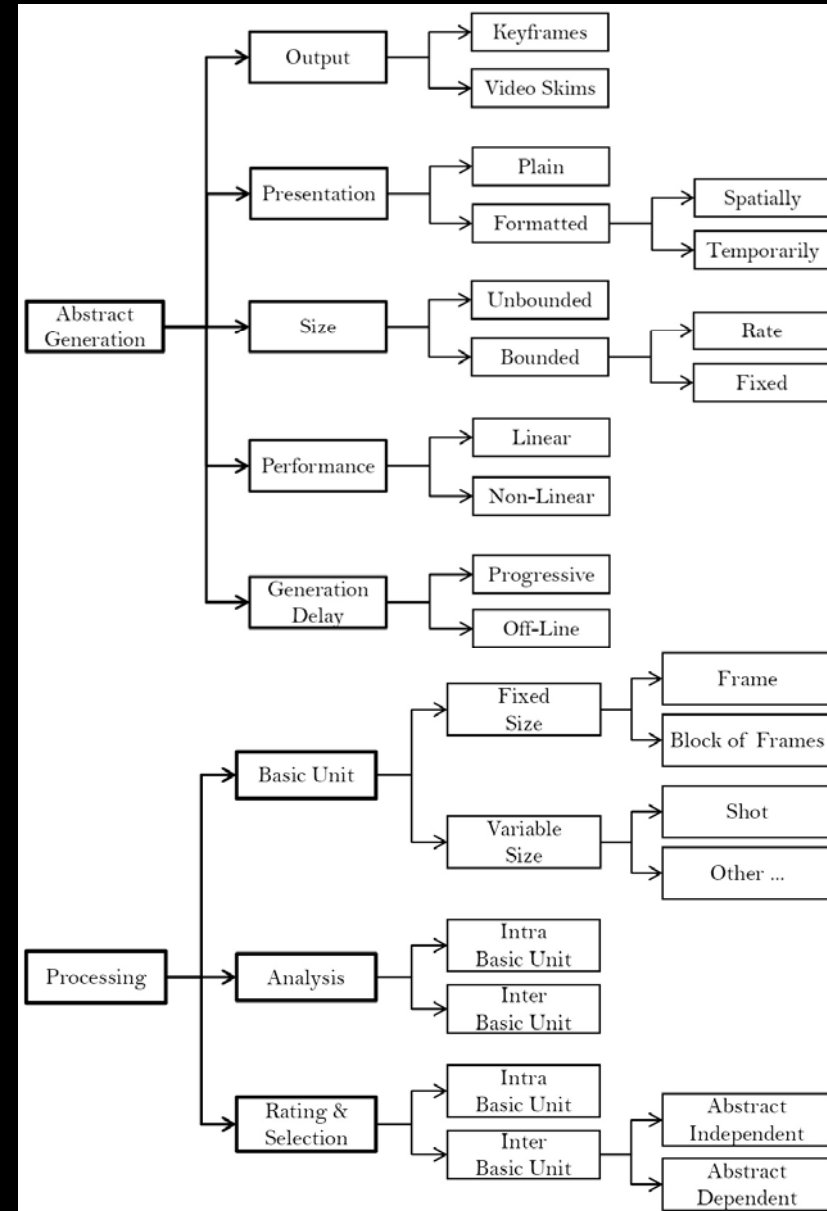 Keyframes
Output
Video Skims
Plain
Presentation
Spatially
Formatted
Temporarily
Unbounded
Abstract
Generation
Size
Rate
Bounded
Fixed
Linear
Performance
Non-Linear
Progressive
Generation
Delay
Off-Line
Frame
Fixed
Size
Block of Frames
Basic Unit
Shot
Variable
Size
Other ...
Intra
Basic Unit
Processing
Analysis
Inter
Basic Unit
Intra
Basic Unit
Rating &
Selection
Abstract
Independent
Inter
Basic Unit
Abstract
Dependent